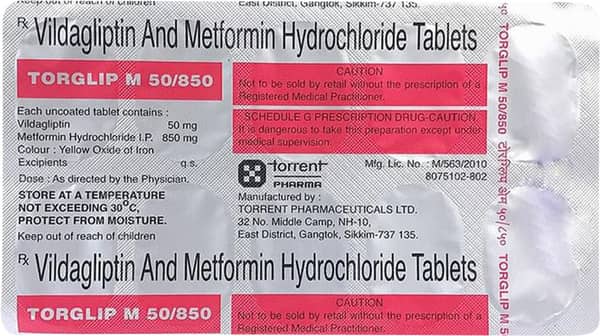 Keep out of reach of children
East District, Gangtok, Sikkim-737 135.
Rx Vildagliptin And Metformin Hydrochloride Tablets
TORGLIP M 50/850
CAUTION
Not to be sold by retail without the prescription of a
Registered Medical Practitioner.
Each uncoated tablet contains :
Vildagliptin 50 mg
Metformin Hydrochloride I.P. 850 mg
Colour : Yellow Oxide of Iron
Excipients q.s.
Dose : As directed by the Physician.
STORE AT A TEMPERATURE
NOT EXCEEDING 30°C,
PROTECT FROM MOISTURE.
Keep out of reach of children
SCHEDULE G PRESCRIPTION DRUG-CAUTION
It is dangerous to take this preparation except under
medical supervision.
torrent
PHARMA
Mfg. Lic. No. : M/563/2010
8075102-802
Manufactured by :
TORRENT PHARMACEUTICALS LTD.
32 No. Middle Camp, NH-10,
East District, Gangtok, Sikkim-737 135.
Rx Vildagliptin And Metformin Hydrochloride Tablets
TORGLIP M 50/850
CAUTION
Not to be sold by retail without the prescription of a
Registered Medical Practitioner.
TORGLIP M 50/850
TORGLIP M 50/850